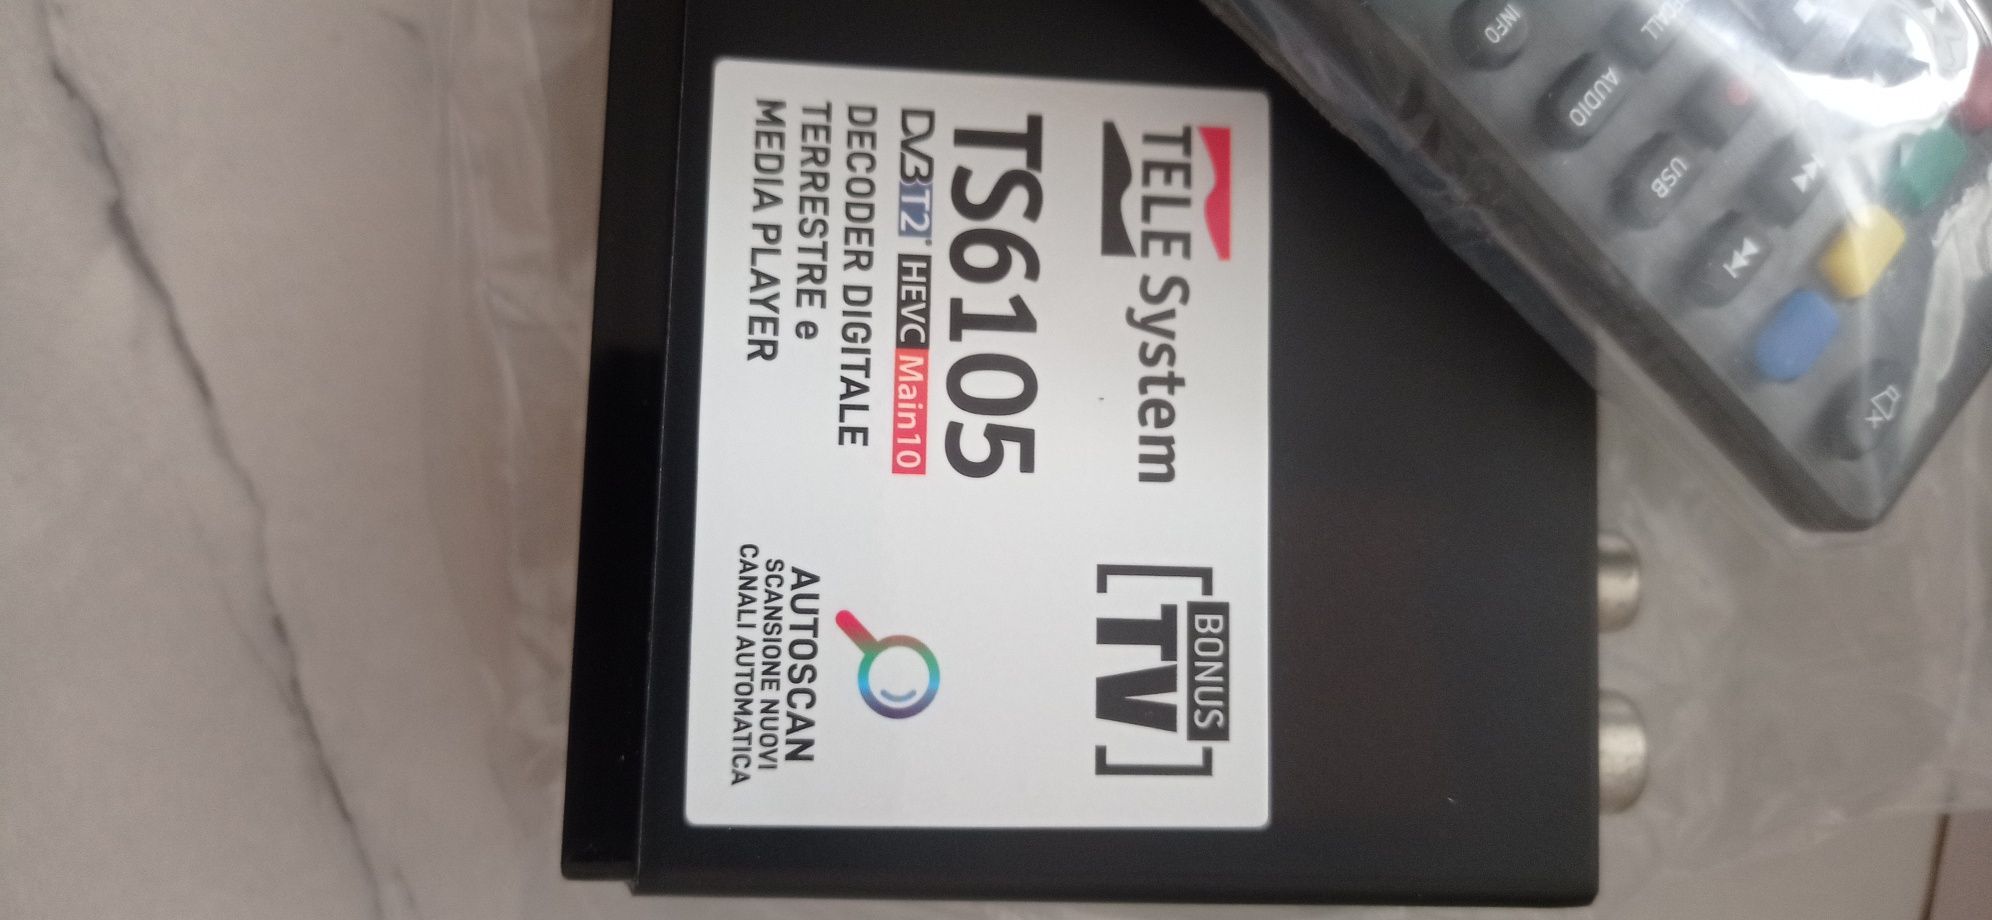 TELE System
BONUS
[TV]
TS6105
DVB T2 HEVC Main10
DECODER DIGITALE
TERRESTRE e
MEDIA PLAYER
AUTOSCAN
SCANSIONE NUOVI
CANALI AUTOMATICA
INFO
RECALL
AUDIO
USB